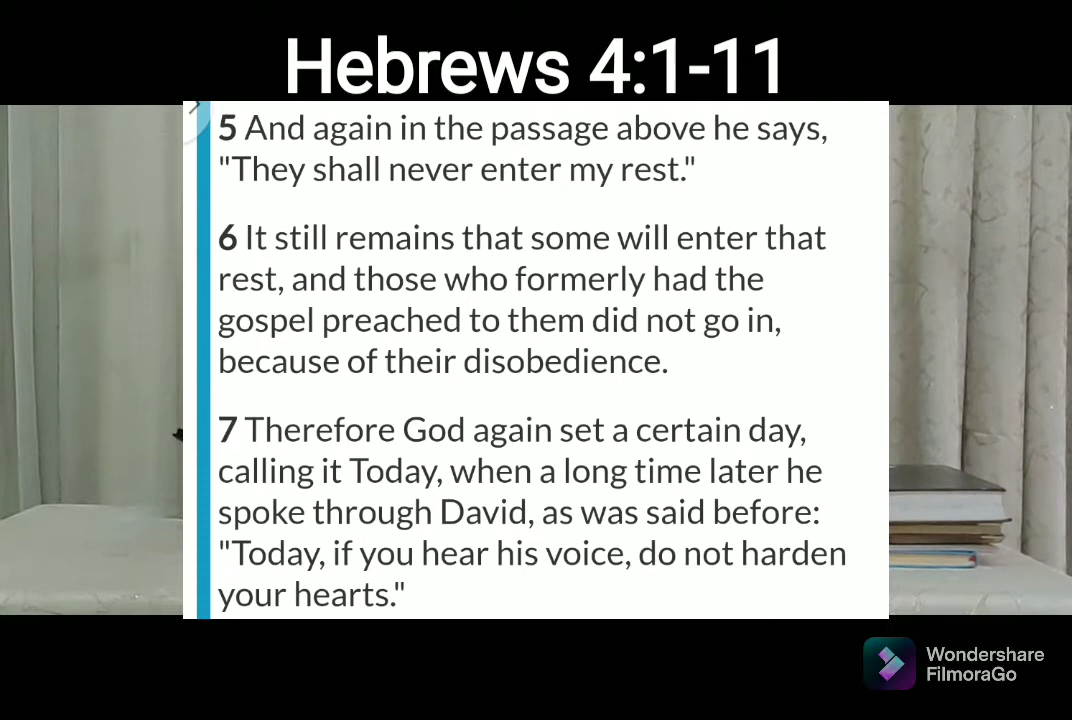 Hebrews 4:1-11
5 And again in the passage above he says,
"They shall never enter my rest."
6 It still remains that some will enter that
rest, and those who formerly had the
gospel preached to them did not go in,
because of their disobedience.
7 Therefore God again set a certain day,
calling it Today, when a long time later he
spoke through David, as was said before:
"Today, if you hear his voice, do not harden
your hearts."
Wondershare
FilmoraGo